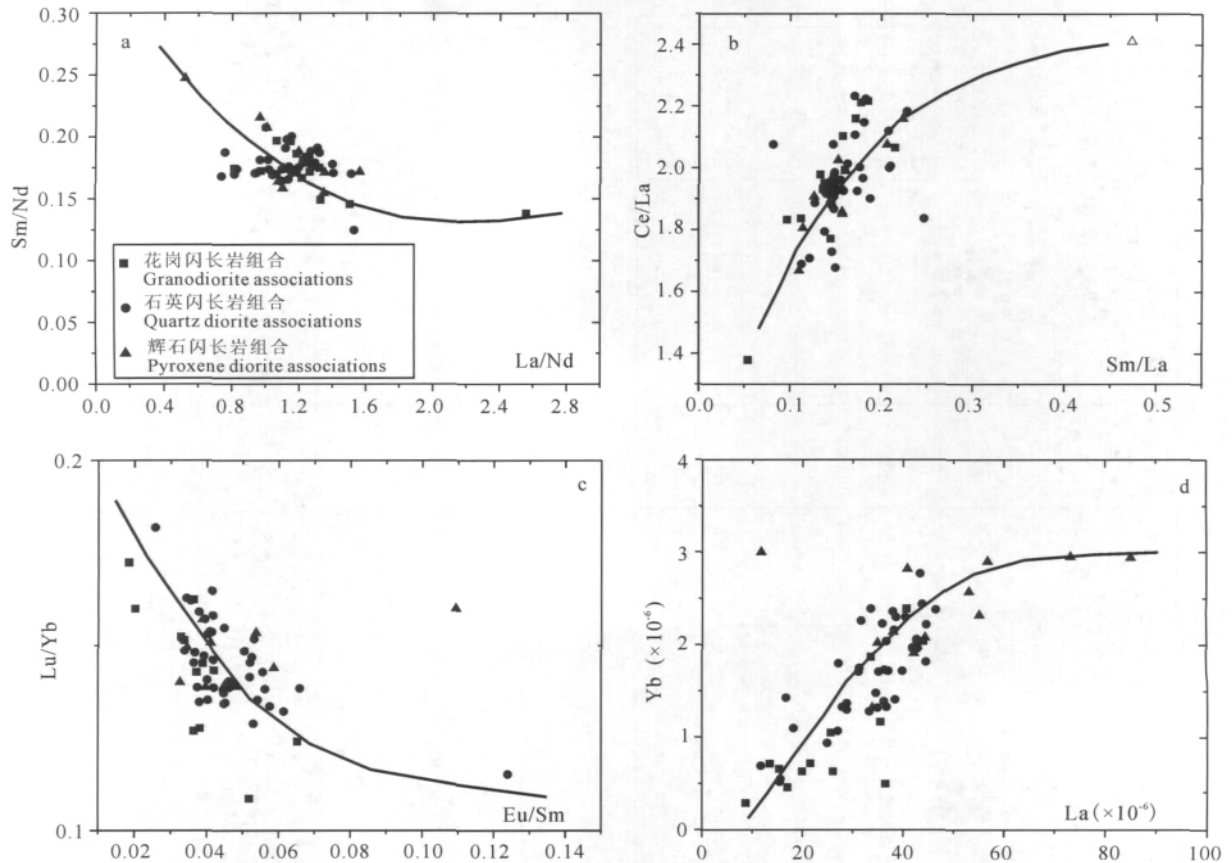 a
0.30
0.25
0.20
0.15
0.10
0.05
0.00
Sm/Nd
花岗闪长岩组合
Granodiorite associations
石英闪长岩组合
Quartz diorite associations
辉石闪长岩组合
Pyroxene diorite associations
La/Nd
0.0 0.4 0.8 1.2 1.6 2.0 2.4 2.8
b
2.4
2.2
2.0
1.8
1.6
1.4
Ce/La
Sm/La
0.0 0.1 0.2 0.3 0.4 0.5
c
0.2
0.1
Lu/Yb
Eu/Sm
0.02 0.04 0.06 0.08 0.10 0.12 0.14
d
4
3
2
1
0
Yb (×10⁻⁶)
La(×10⁻⁶)
20 40 60 80 100